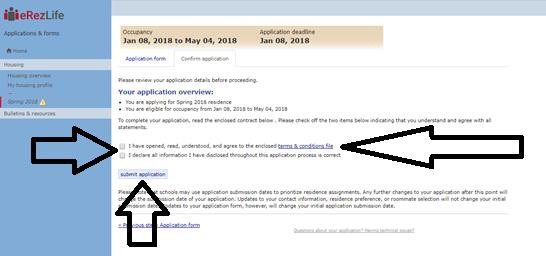 eRezLife
Applications & forms
Home
Housing
Housing overview
My housing profile
--
Spring 2018
Bulletins & resources
Occupancy
Jan 08, 2018 to May 04, 2018
Application deadline
Jan 08, 2018
Application form
Confirm application
Please review your application details before proceeding.
Your application overview:
• You are applying for Spring 2018 residence
• You are eligible for occupancy from Jan 08, 2018 to May 04, 2018
To complete your application, read the enclosed contract below . Please check off the two items below indicating that you understand and agree with all
statements.
I have opened, read, understood, and agree to the enclosed terms & conditions file
I declare all information I have disclosed throughout this application process is correct
submit application
Please that schools may use application submission dates to prioritize residence assignments. Any further changes to your application after this point will
the submission date of your application. Updates to your contact information, residence preference, or roommate selection will not change your initial
submission date. updates to your application form, however, will change your initial application submission date.
< Previous step: Application form
Questions about your application? Having technical issues?